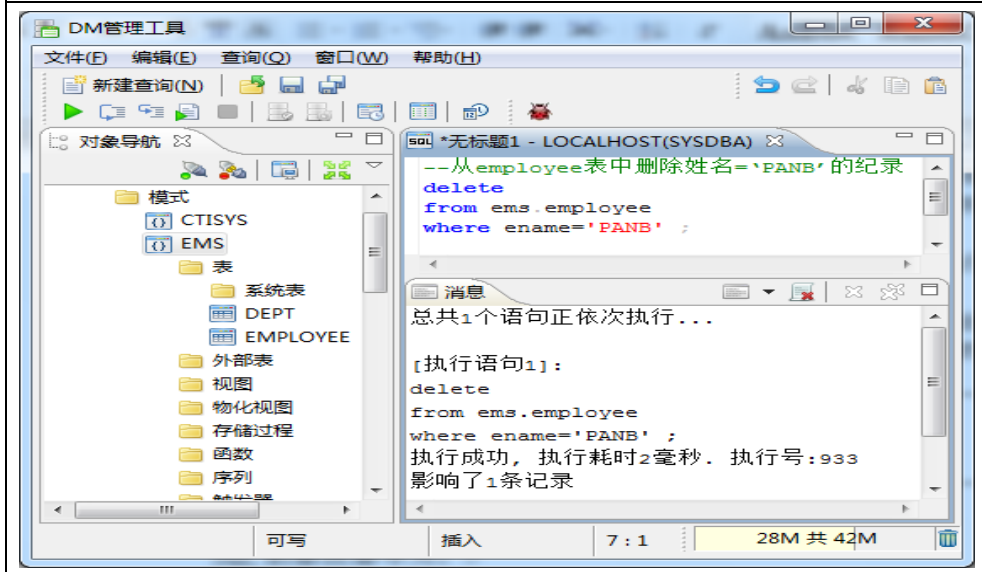 DM管理工具
文件(F) 编辑(E) 查询(Q) 窗口(W) 帮助(H)
新建查询(N)
对象导航
模式
CTISYS
EMS
表
系统表
DEPT
EMPLOYEE
外部表
视图
物化视图
存储过程
函数
序列
*无标题1 - LOCALHOST(SYSDBA)
--从employee表中删除姓名='PANB'的纪录
delete
from ems.employee
where ename='PANB' ;
消息
总共1个语句正依次执行...
[执行语句1]:
delete
from ems.employee
where ename='PANB' ;
执行成功, 执行耗时2毫秒. 执行号:933
影响了1条记录
可写 插入 7 : 1 28M 共 42M